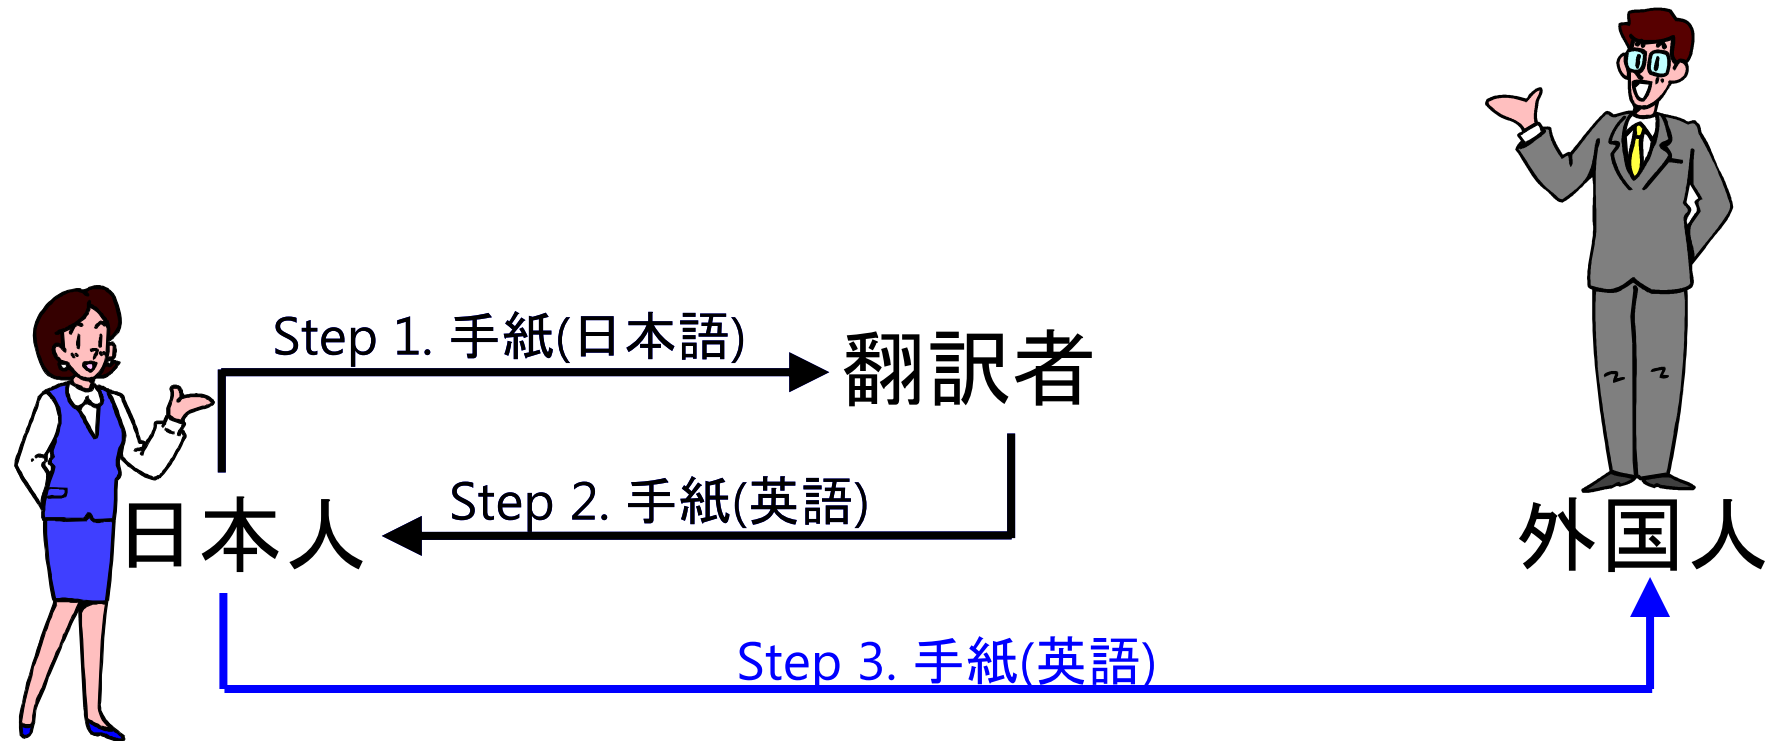 Step 1. 手紙(日本語)
翻訳者
Step 2. 手紙(英語)
日本人
外国人
Step 3. 手紙(英語)